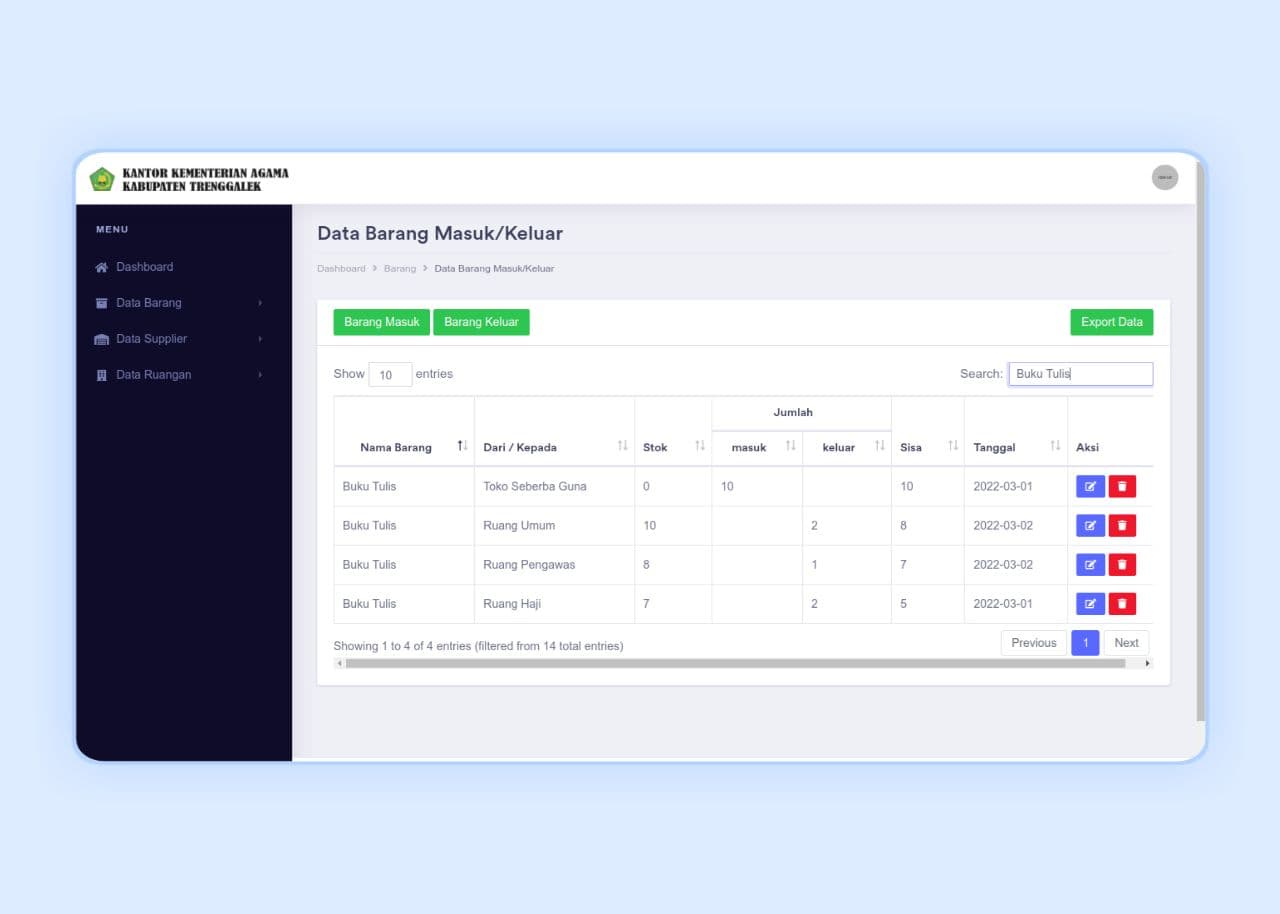 KANTOR KEMENTERIAN AGAMA
KABUPATEN TRENGGALEK
MENU
Dashboard
Data Barang
Data Supplier
Data Ruangan
Data Barang Masuk/Keluar
Dashboard > Barang > Data Barang Masuk/Keluar
Barang Masuk Barang Keluar Export Data
Show 10 entries Search: Buku Tulis
Jumlah
Nama Barang Dari / Kepada Stok masuk keluar Sisa Tanggal Aksi
Buku Tulis Toko Seberba Guna 0 10 10 2022-03-01
Buku Tulis Ruang Umum 10 2 8 2022-03-02
Buku Tulis Ruang Pengawas 8 1 7 2022-03-02
Buku Tulis Ruang Haji 7 2 5 2022-03-01
Showing 1 to 4 of 4 entries (filtered from 14 total entries) Previous 1 Next